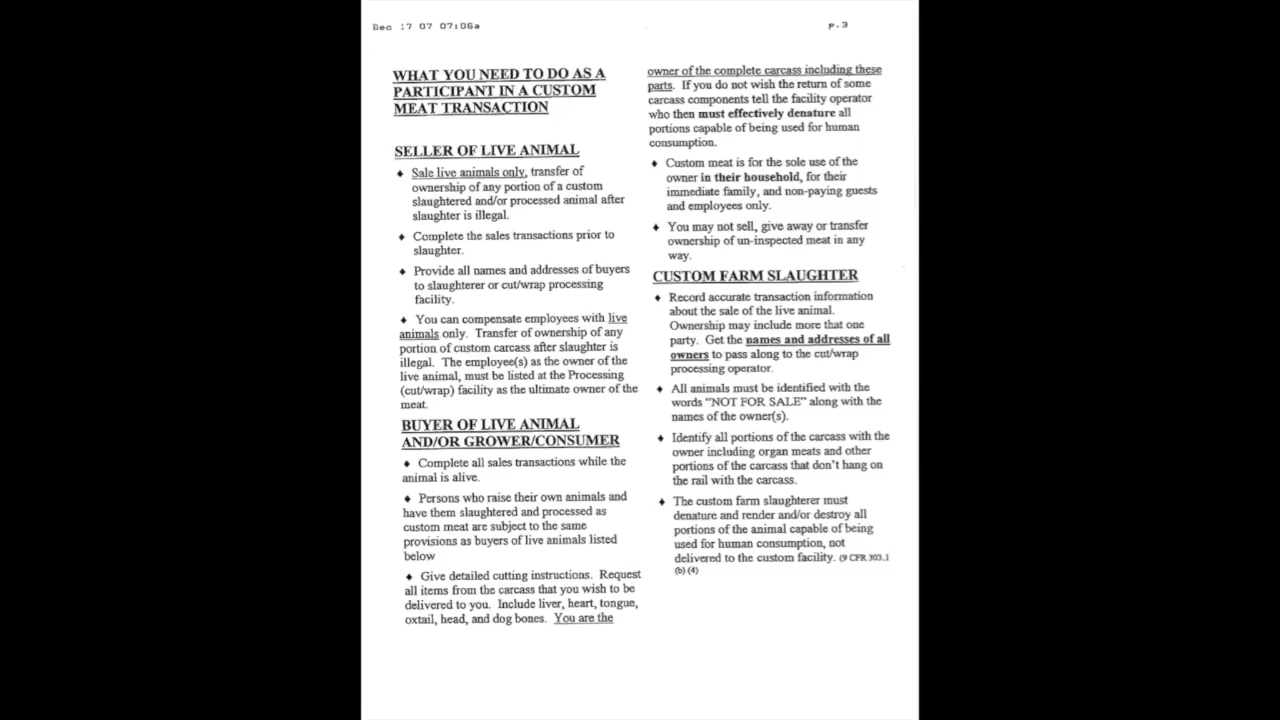 Dec 17 07 07:06a
p.3
WHAT YOU NEED TO DO AS A
PARTICIPANT IN A CUSTOM
MEAT TRANSACTION
SELLER OF LIVE ANIMAL
♦ Sale live animals only, transfer of
ownership of any portion of a custom
slaughtered and/or processed animal after
slaughter is illegal.
♦ Complete the sales transactions prior to
slaughter.
♦ Provide all names and addresses of buyers
to slaughterer or cut/wrap processing
facility.
♦ You can compensate employees with live
animals only. Transfer of ownership of any
portion of custom carcass after slaughter is
illegal. The employee(s) as the owner of the
live animal, must be listed at the Processing
(cut/wrap) facility as the ultimate owner of the
meat.
BUYER OF LIVE ANIMAL
AND/OR GROWER/CONSUMER
♦ Complete all sales transactions while the
animal is alive.
♦ Persons who raise their own animals and
have them slaughtered and processed as
custom meat are subject to the same
provisions as buyers of live animals listed
below
♦ Give detailed cutting instructions. Request
all items from the carcass that you wish to be
delivered to you. Include liver, heart, tongue,
oxtail, head, and dog bones. You are the
owner of the complete carcass including these
parts. If you do not wish the return of some
carcass components tell the facility operator
who then must effectively denature all
portions capable of being used for human
consumption.
♦ Custom meat is for the sole use of the
owner in their household, for their
immediate family, and non-paying guests
and employees only.
♦ You may not sell, give away or transfer
ownership of un-inspected meat in any
way.
CUSTOM FARM SLAUGHTER
♦ Record accurate transaction information
about the sale of the live animal.
Ownership may include more that one
party. Get the names and addresses of all
owners to pass along to the cut/wrap
processing operator.
♦ All animals must be identified with the
words "NOT FOR SALE" along with the
names of the owner(s).
♦ Identify all portions of the carcass with the
owner including organ meats and other
portions of the carcass that don't hang on
the rail with the carcass.
♦ The custom farm slaughterer must
denature and render and/or destroy all
portions of the animal capable of being
used for human consumption, not
delivered to the custom facility. (9 CFR 303.1
(b) (4)